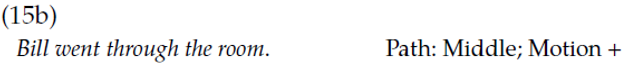 (15b)
Bill went through the room. Path: Middle; Motion +